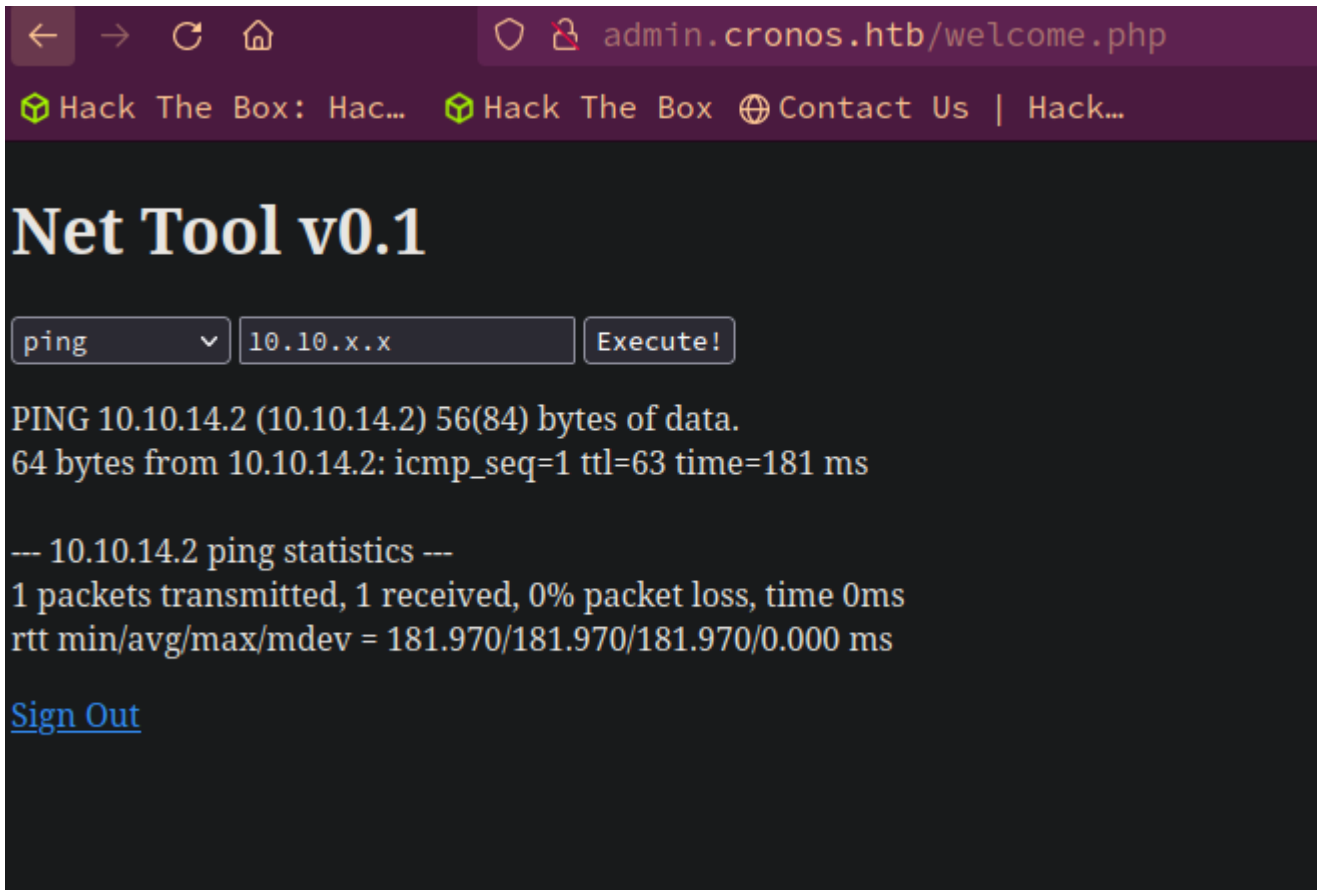 admin.cronos.htb/welcome.php
Hack The Box: Hac… Hack The Box Contact Us | Hack…
Net Tool v0.1
ping 10.10.x.x Execute!
PING 10.10.14.2 (10.10.14.2) 56(84) bytes of data.
64 bytes from 10.10.14.2: icmp_seq=1 ttl=63 time=181 ms
--- 10.10.14.2 ping statistics ---
1 packets transmitted, 1 received, 0% packet loss, time 0ms
rtt min/avg/max/mdev = 181.970/181.970/181.970/0.000 ms
Sign Out